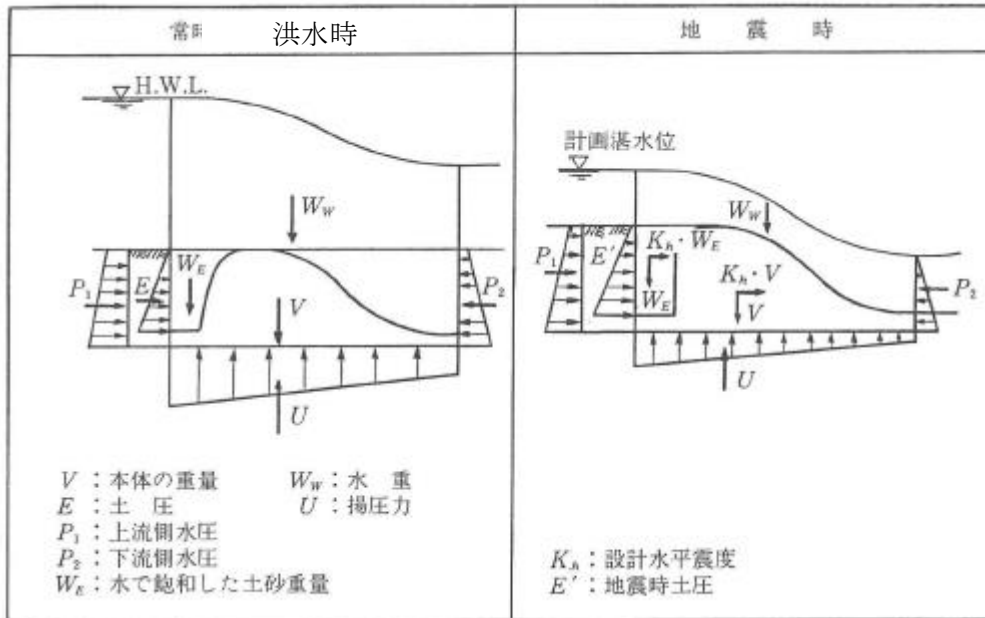 常時 洪水時
地震時
H.W.L.
計画湛水位
W_W
W_W
W_E
K_h・W_E
P_1
E
P_2
P_1
E'
K_h・V
P_2
V
W_E
V
U
U
V：本体の重量 W_W：水重
E：土圧 U：揚圧力
P_1：上流側水圧
P_2：下流側水圧
K_h：設計水平震度
W_E：水で飽和した土砂重量
E'：地震時土圧